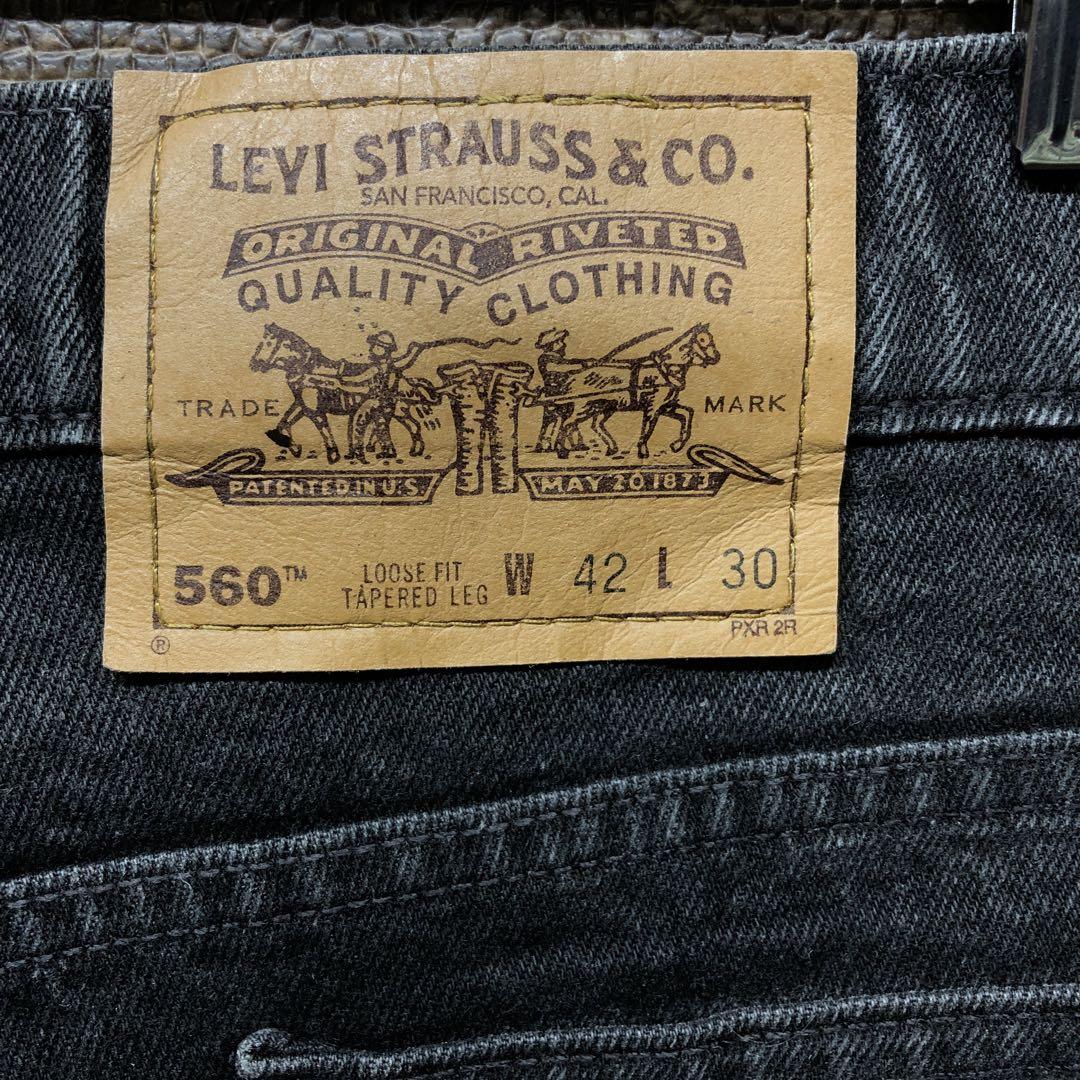 LEVI STRAUSS & CO.
SAN FRANCISCO, CAL.
ORIGINAL RIVETED
QUALITY CLOTHING
TRADE MARK
PATENTED IN U.S. MAY 20.1873.
560™ LOOSE FIT TAPERED LEG W 42 L 30
® PXR 2R